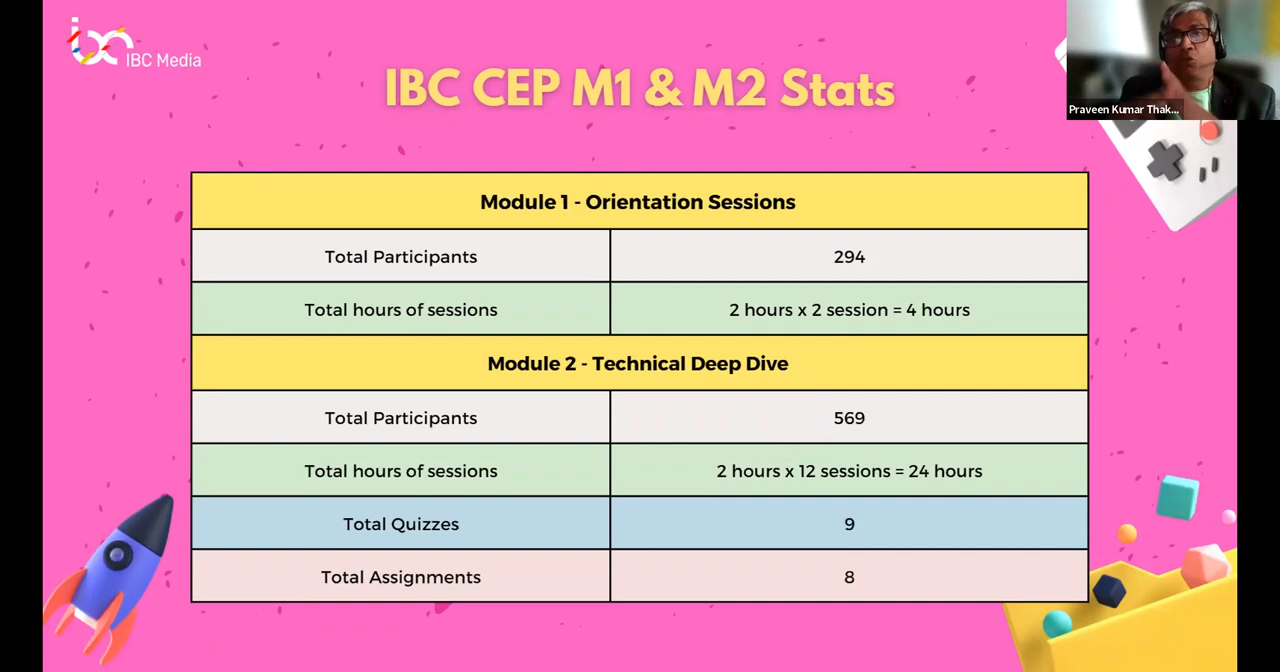 IBC Media
IBC CEP M1 & M2 Stats
Praveen Kumar Thak...
Module 1 - Orientation Sessions
Total Participants 294
Total hours of sessions 2 hours x 2 session = 4 hours
Module 2 - Technical Deep Dive
Total Participants 569
Total hours of sessions 2 hours x 12 sessions = 24 hours
Total Quizzes 9
Total Assignments 8